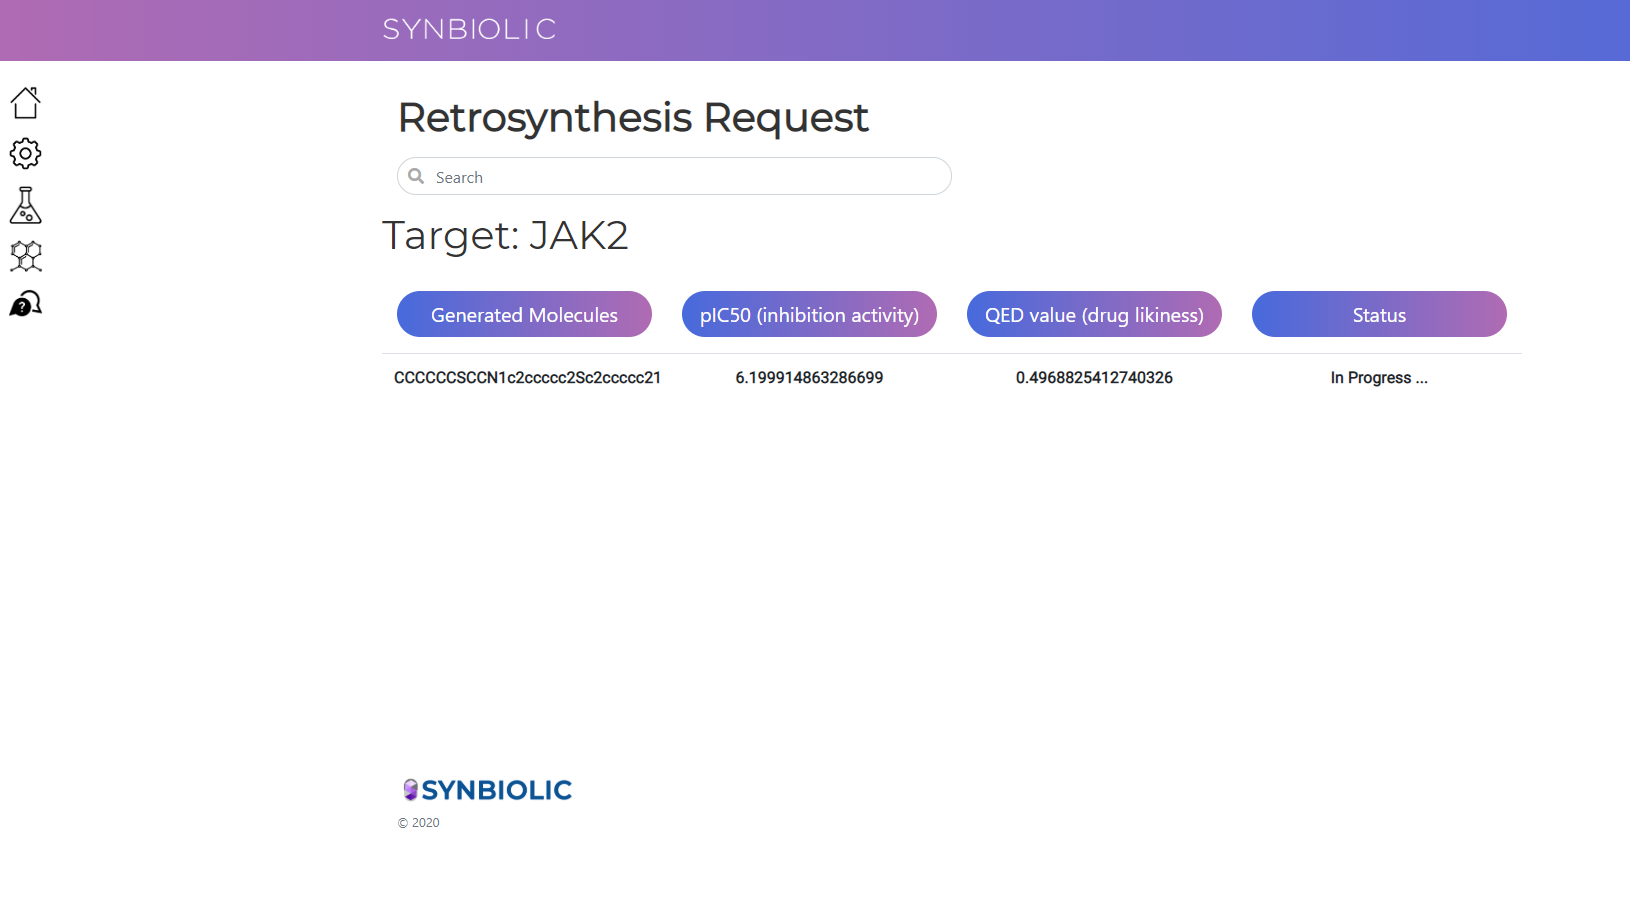 SYNBIOLIC
Retrosynthesis Request
Search
Target: JAK2
Generated Molecules pIC50 (inhibition activity) QED value (drug likiness) Status
CCCCCCSCCN1c2ccccc2Sc2ccccc21 6.199914863286699 0.4968825412740326 In Progress ...
?
SYNBIOLIC
© 2020